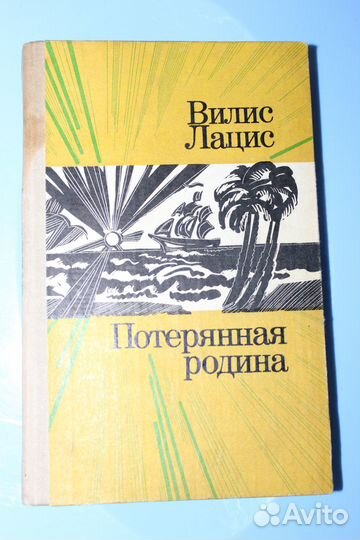 Вилис
Лацис
Потерянная
родина
Avito